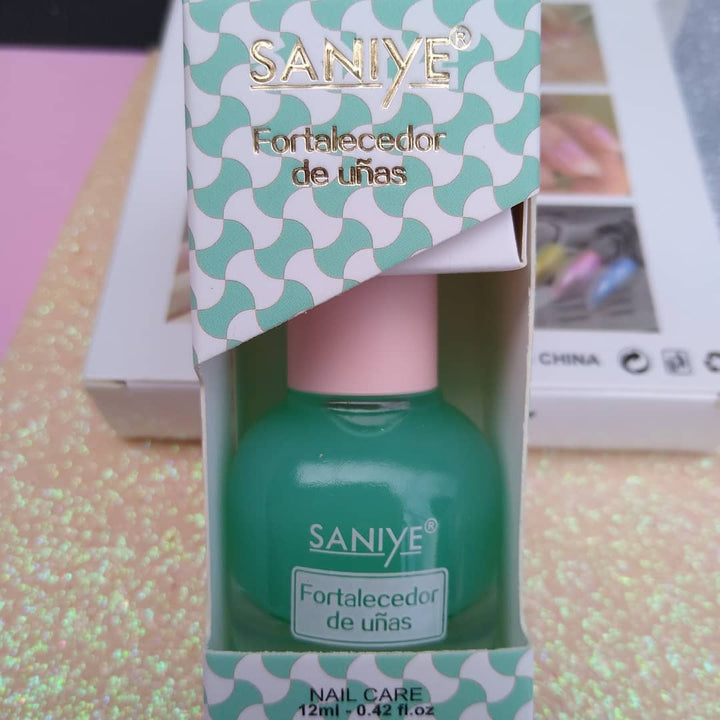 SANIYE®
Fortalecedor
de uñas
CHINA
SANIYE®
Fortalecedor
de uñas
NAIL CARE
12ml - 0.42 fl.oz